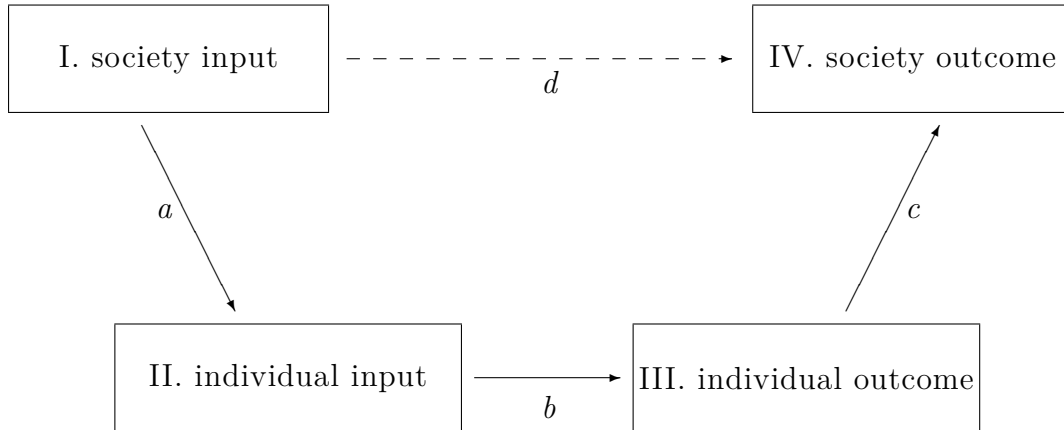 I. society input
IV. society outcome
d
a
c
II. individual input
III. individual outcome
b